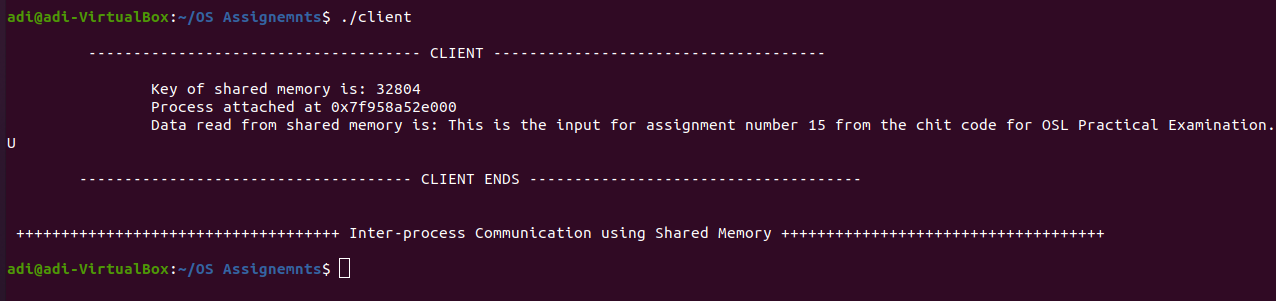 adi@adi-VirtualBox:~/OS Assignemnts$ ./client
------------------------------------- CLIENT -------------------------------------
Key of shared memory is: 32804
Process attached at 0x7f958a52e000
Data read from shared memory is: This is the input for assignment number 15 from the chit code for OSL Practical Examination.
U
------------------------------------- CLIENT ENDS -------------------------------------
++++++++++++++++++++++++++++++++++++ Inter-process Communication using Shared Memory ++++++++++++++++++++++++++++++++++++
adi@adi-VirtualBox:~/OS Assignemnts$